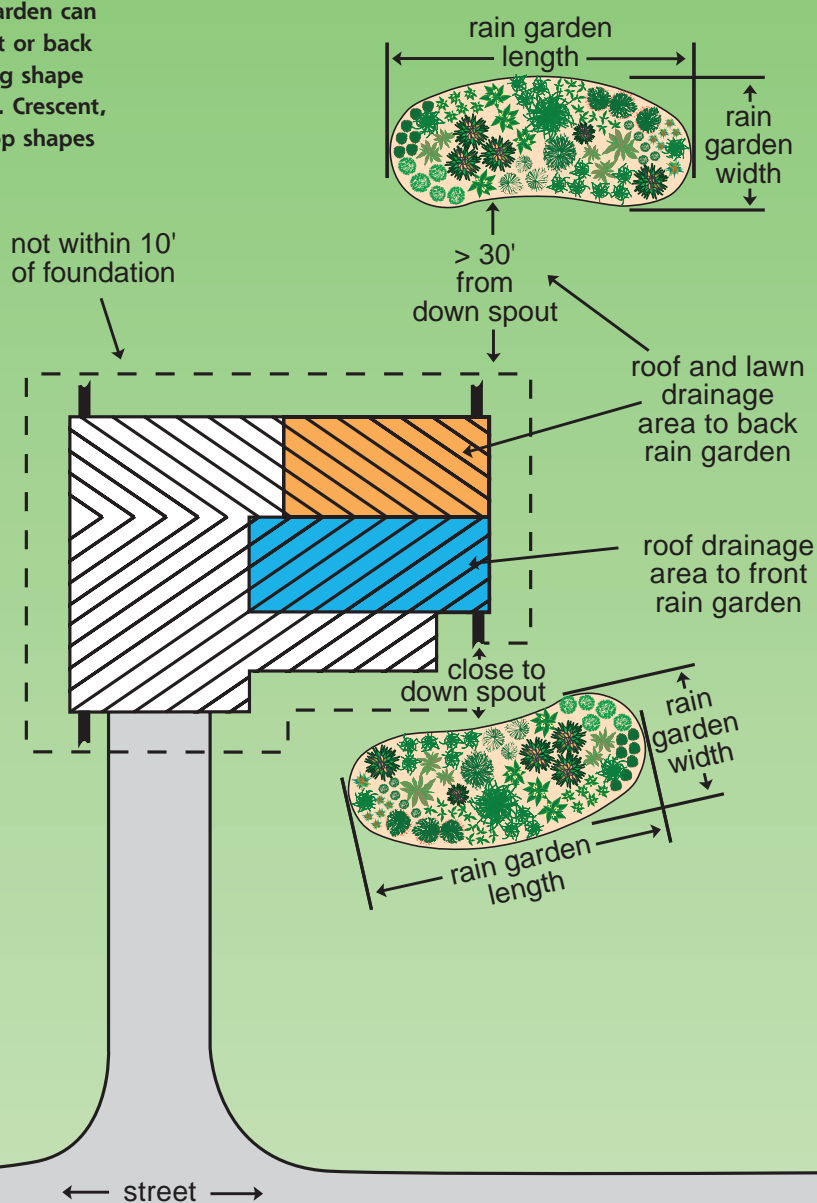 arden can
t or back
g shape
. Crescent,
op shapes
rain garden
length
rain
garden
width
not within 10'
of foundation
> 30'
from
down spout
roof and lawn
drainage
area to back
rain garden
roof drainage
area to front
rain garden
close to
down spout
rain
garden
width
rain garden
length
street